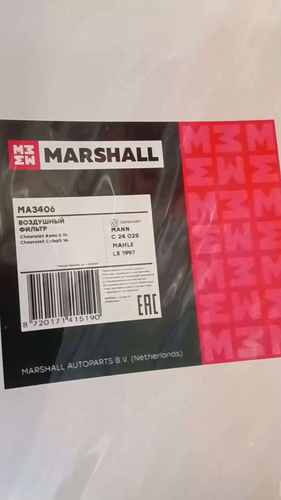 MARSHALL
MA3406
ВОЗДУШНЫЙ
ФИЛЬТР
Chevrolet Aveo II 11-
Chevrolet Cobalt 14-
MANN
C 24 028
MAHLE
LX 1997
8 720171 415190
EAC
MARSHALL AUTOPARTS B.V. (Netherlands)